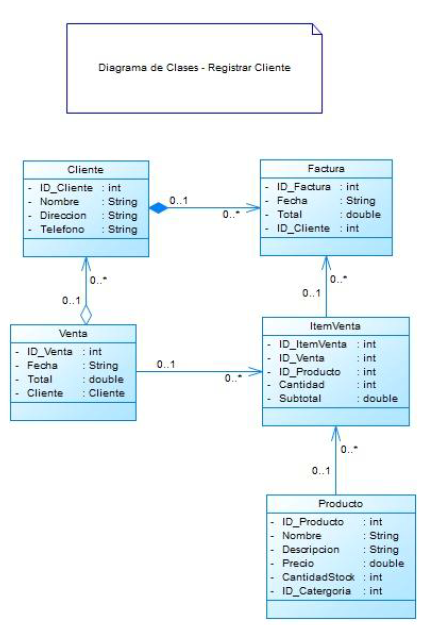 Diagrama de Clases - Registrar Cliente
Cliente
- ID_Cliente : int
- Nombre : String
- Direccion : String
- Telefono : String
0..1
0..*
Factura
- ID_Factura : int
- Fecha : String
- Total : double
- ID_Cliente : int
0..*
0..1
0..*
0..1
Venta
- ID_Venta : int
- Fecha : String
- Total : double
- Cliente : Cliente
0..1
0..*
ItemVenta
- ID_ItemVenta : int
- ID_Venta : int
- ID_Producto : int
- Cantidad : int
- Subtotal : double
0..*
0..1
Producto
- ID_Producto : int
- Nombre : String
- Descripcion : String
- Precio : double
- CantidadStock : int
- ID_Catergoria : int